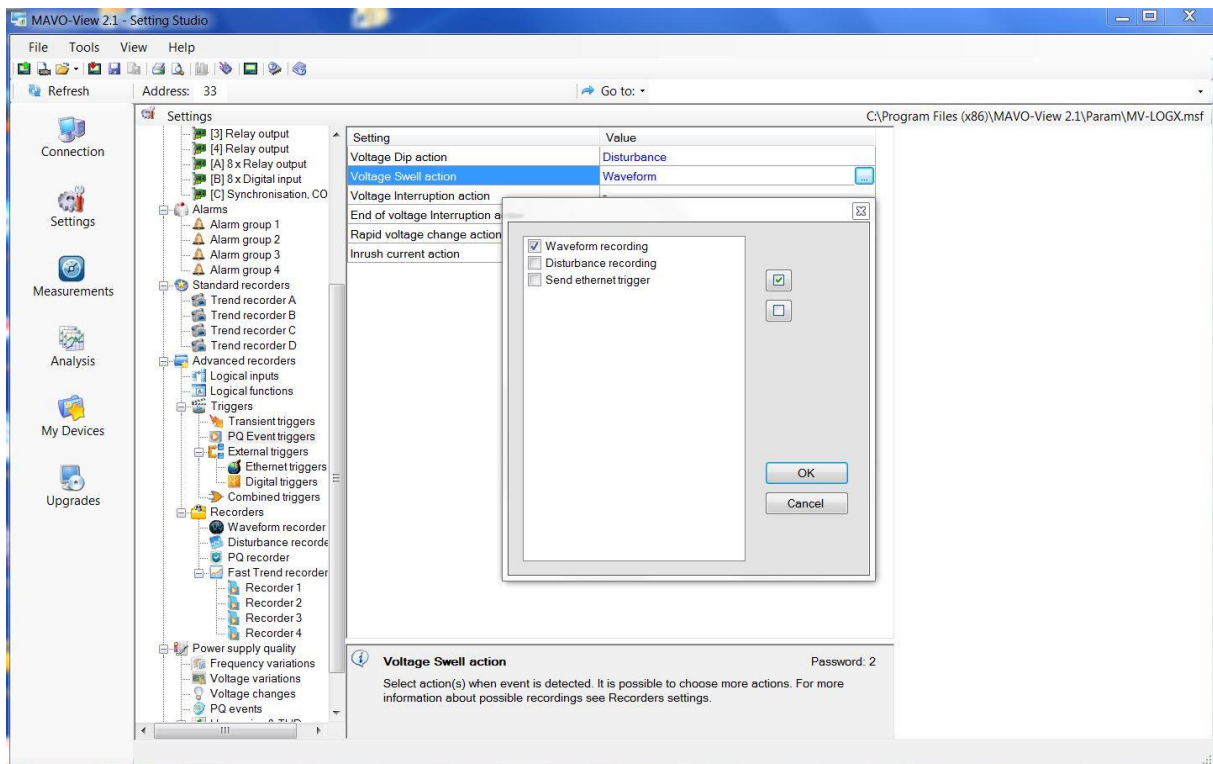 MAVO-View 2.1 - Setting Studio
File Tools View Help
Refresh Address: 33 Go to:
Settings C:\Program Files (x86)\MAVO-View 2.1\Param\MV-LOGX.msf
Connection
Settings
Measurements
Analysis
My Devices
Upgrades
[3] Relay output
[4] Relay output
[A] 8 x Relay output
[B] 8 x Digital input
[C] Synchronisation, CO
Alarms
Alarm group 1
Alarm group 2
Alarm group 3
Alarm group 4
Standard recorders
Trend recorder A
Trend recorder B
Trend recorder C
Trend recorder D
Advanced recorders
Logical inputs
Logical functions
Triggers
Transient triggers
PQ Event triggers
External triggers
Ethernet triggers
Digital triggers
Combined triggers
Recorders
Waveform recorder
Disturbance recorde
PQ recorder
Fast Trend recorder
Recorder 1
Recorder 2
Recorder 3
Recorder 4
Power supply quality
Frequency variations
Voltage variations
Voltage changes
PQ events
Setting Value
Voltage Dip action Disturbance
Voltage Swell action Waveform ...
Voltage Interruption action -
End of voltage Interruption a
Rapid voltage change action
Inrush current action
Waveform recording
Disturbance recording
Send ethernet trigger
OK
Cancel
Voltage Swell action Password: 2
Select action(s) when event is detected. It is possible to choose more actions. For more
information about possible recordings see Recorders settings.